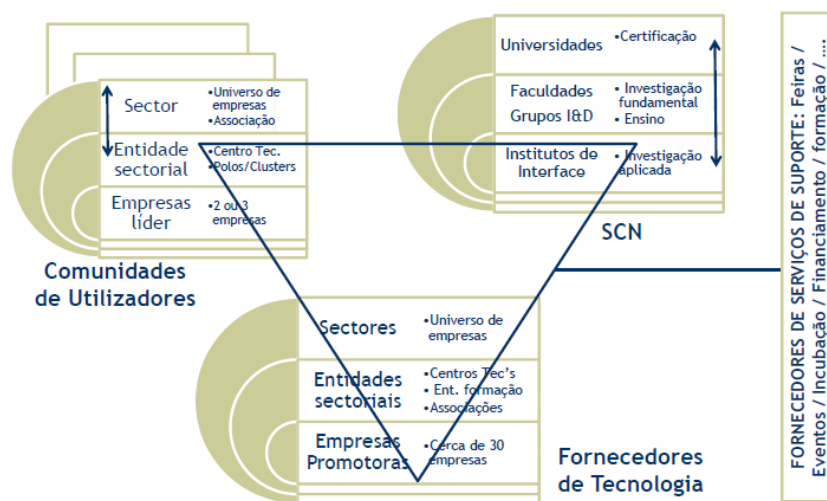 Sector
•Universo de
empresas
•Associação
Entidade
sectorial
•Centro Tec.
•Polos/Clusters
Empresas
líder
•2 ou 3
empresas
Comunidades
de Utilizadores
Universidades
•Certificação
Faculdades
Grupos I&D
• Investigação
fundamental
• Ensino
Institutos de
Interface
• Investigação
aplicada
SCN
Sectores
•Universo de
empresas
Entidades
sectoriais
•Centros Tec's
• Ent. formação
•Associações
Empresas
Promotoras
•Cerca de 30
empresas
Fornecedores
de Tecnologia
FORNECEDORES DE SERVIÇOS DE SUPORTE: Feiras /
Eventos / Incubação / Financiamento / formação / ....